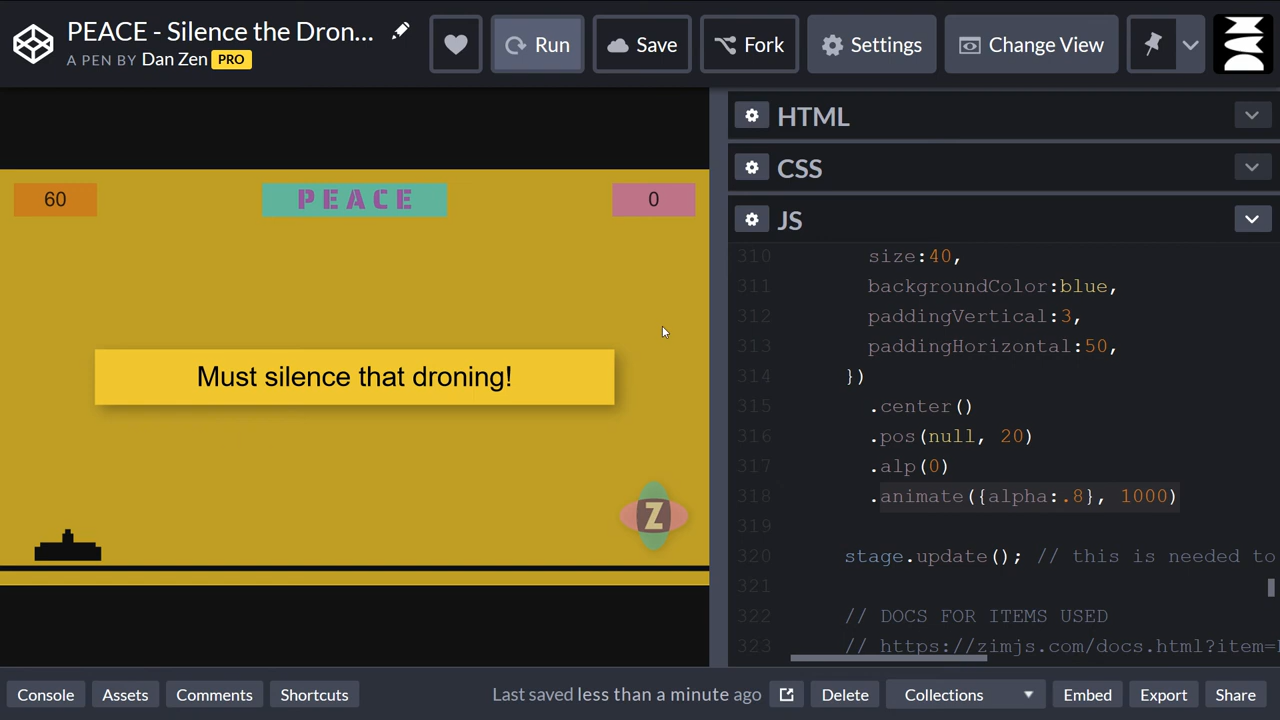 PEACE - Silence the Dron...
A PEN BY Dan Zen PRO
Run
Save
Fork
Settings
Change View
60
PEACE
0
Must silence that droning!
Z
HTML
CSS
JS
310 size:40,
311 backgroundColor:blue,
312 paddingVertical:3,
313 paddingHorizontal:50,
314 })
315 .center()
316 .pos(null, 20)
317 .alp(0)
318 .animate({alpha:.8}, 1000)
319
320 stage.update(); // this is needed to
321
322 // DOCS FOR ITEMS USED
323 // https://zimjs.com/docs.html?item=
Console
Assets
Comments
Shortcuts
Last saved less than a minute ago
Delete
Collections
Embed
Export
Share